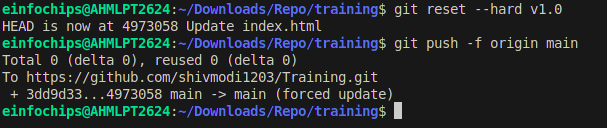 einfochips@AHMLPT2624:~/Downloads/Repo/training$ git reset --hard v1.0
HEAD is now at 4973058 Update index.html
einfochips@AHMLPT2624:~/Downloads/Repo/training$ git push -f origin main
Total 0 (delta 0), reused 0 (delta 0)
To https://github.com/shivmodi1203/Training.git
 + 3dd9d33...4973058 main -> main (forced update)
einfochips@AHMLPT2624:~/Downloads/Repo/training$